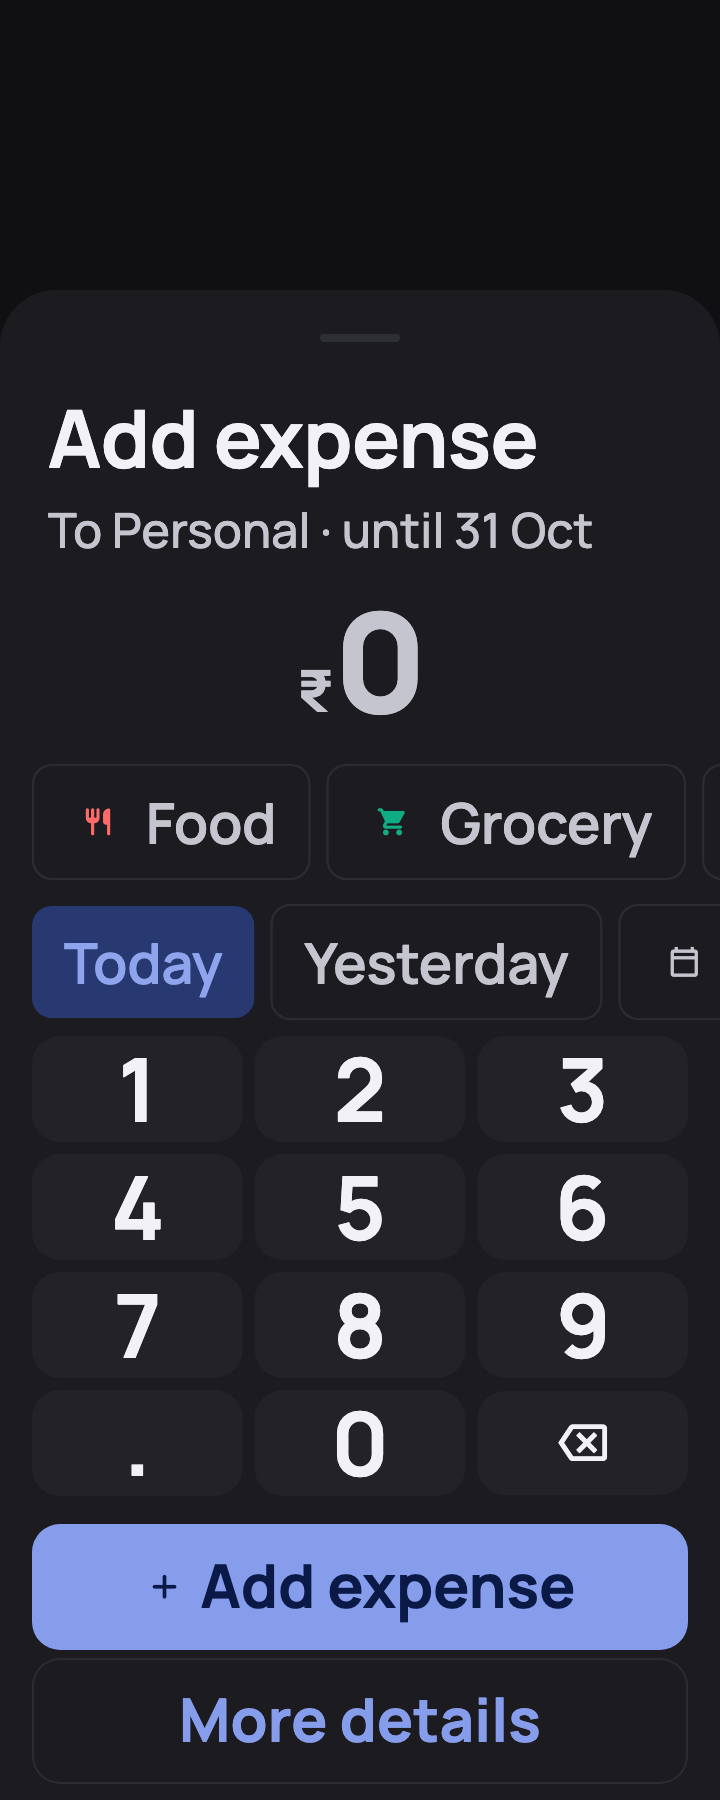 Add expense
To Personal · until 31 Oct
₹0
Food Grocery
Today Yesterday
1 2 3
4 5 6
7 8 9
. 0
+ Add expense
More details